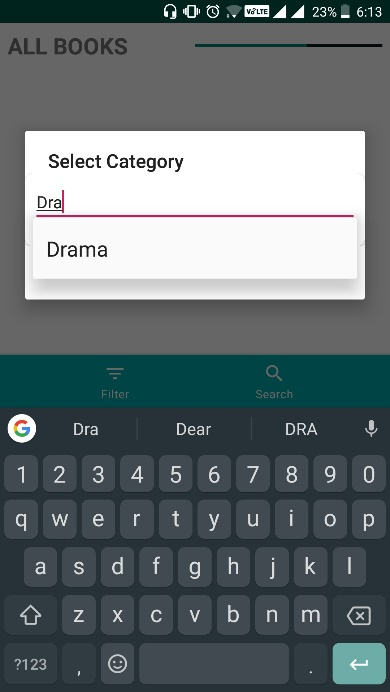 VoLTE 23% 6:13
ALL BOOKS
Select Category
Dra
Drama
Filter Search
G Dra Dear DRA
1 2 3 4 5 6 7 8 9 0
q w e r t y u i o p
a s d f g h j k l
z x c v b n m
?123 , .